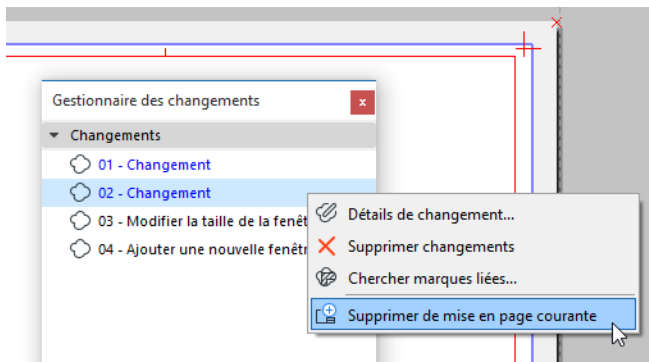 Gestionnaire des changements
x
Changements
01 - Changement
02 - Changement
03 - Modifier la taille de la fenêt
04 - Ajouter une nouvelle fenêtr
Détails de changement...
Supprimer changements
Chercher marques liées...
Supprimer de mise en page courante